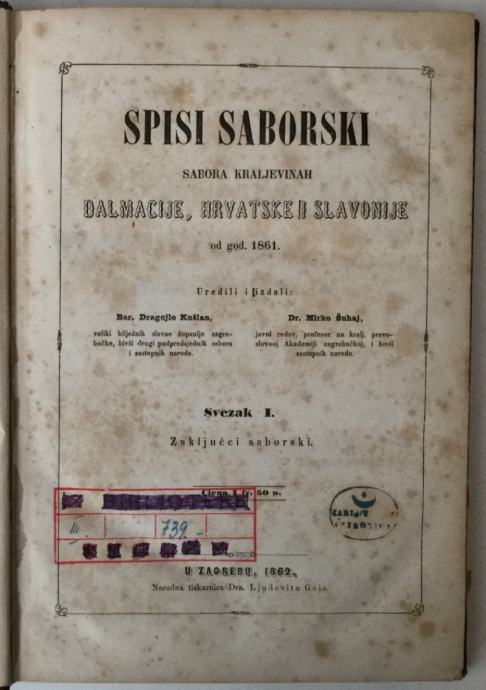 SPISI SABORSKI
SABORA KRALJEVINAH
DALMACIJE, HRVATSKE I SLAVONIJE
od god. 1861.
Uredili i izdali:
Bar. Dragojlo Kušlan,
veliki bilježnik slavne županije zagre-
bačke, bivši drugi podpredsjednik sabora
i zastupnik naroda.
Dr. Mirko Šuhaj,
javni redov. profesor na kralj. pravo-
slovnoj Akademiji zagrebačkoj, i bivši
zastupnik naroda.
Svezak I.
Zaključci saborski.
Ciena 1 fr. 50 n.
III.
739.-
U ZAGREBU, 1862.
Narodna tiskarnica Dra. Ljudevita Gaja.